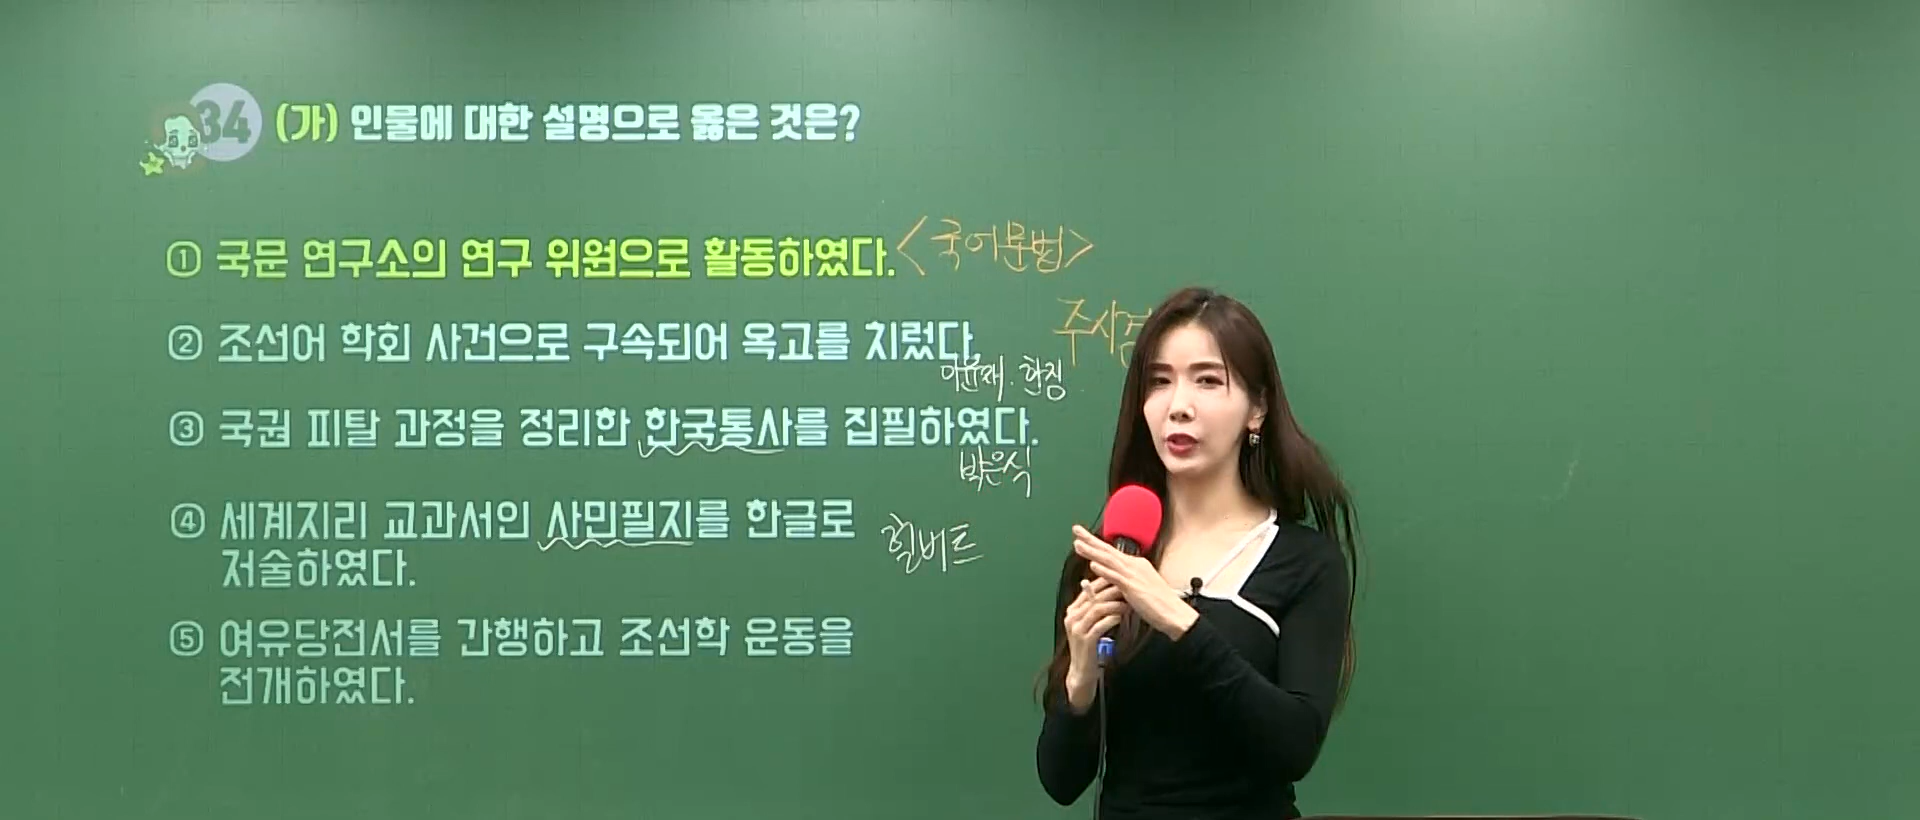 34 (가) 인물에 대한 설명으로 옳은 것은?
① 국문 연구소의 연구 위원으로 활동하였다. <국어문법>
주시경
② 조선어 학회 사건으로 구속되어 옥고를 치렀다.
이윤재. 한징
③ 국권 피탈 과정을 정리한 한국통사를 집필하였다.
박은식
④ 세계지리 교과서인 사민필지를 한글로 헐버트
저술하였다.
⑤ 여유당전서를 간행하고 조선학 운동을
전개하였다.